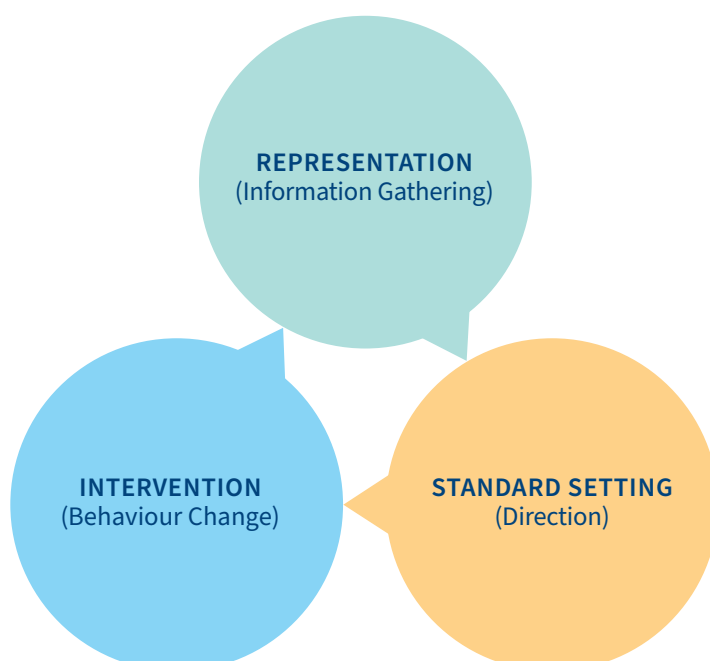 REPRESENTATION
(Information Gathering)
INTERVENTION
(Behaviour Change)
STANDARD SETTING
(Direction)